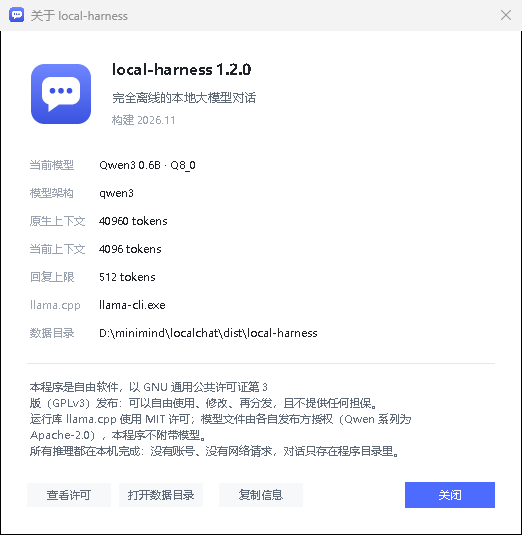 关于 local-harness
local-harness 1.2.0
完全离线的本地大模型对话
构建 2026.11
当前模型 Qwen3 0.6B · Q8_0
模型架构 qwen3
原生上下文 40960 tokens
当前上下文 4096 tokens
回复上限 512 tokens
llama.cpp llama-cli.exe
数据目录 D:\minimind\localchat\dist\local-harness
本程序是自由软件，以 GNU 通用公共许可证第 3
版（GPLv3）发布：可以自由使用、修改、再分发，且不提供任何担保。
运行库 llama.cpp 使用 MIT 许可；模型文件由各自发布方授权（Qwen 系列为
Apache-2.0），本程序不附带模型。
所有推理都在本机完成：没有账号、没有网络请求，对话只存在程序目录里。
查看许可 打开数据目录 复制信息 关闭